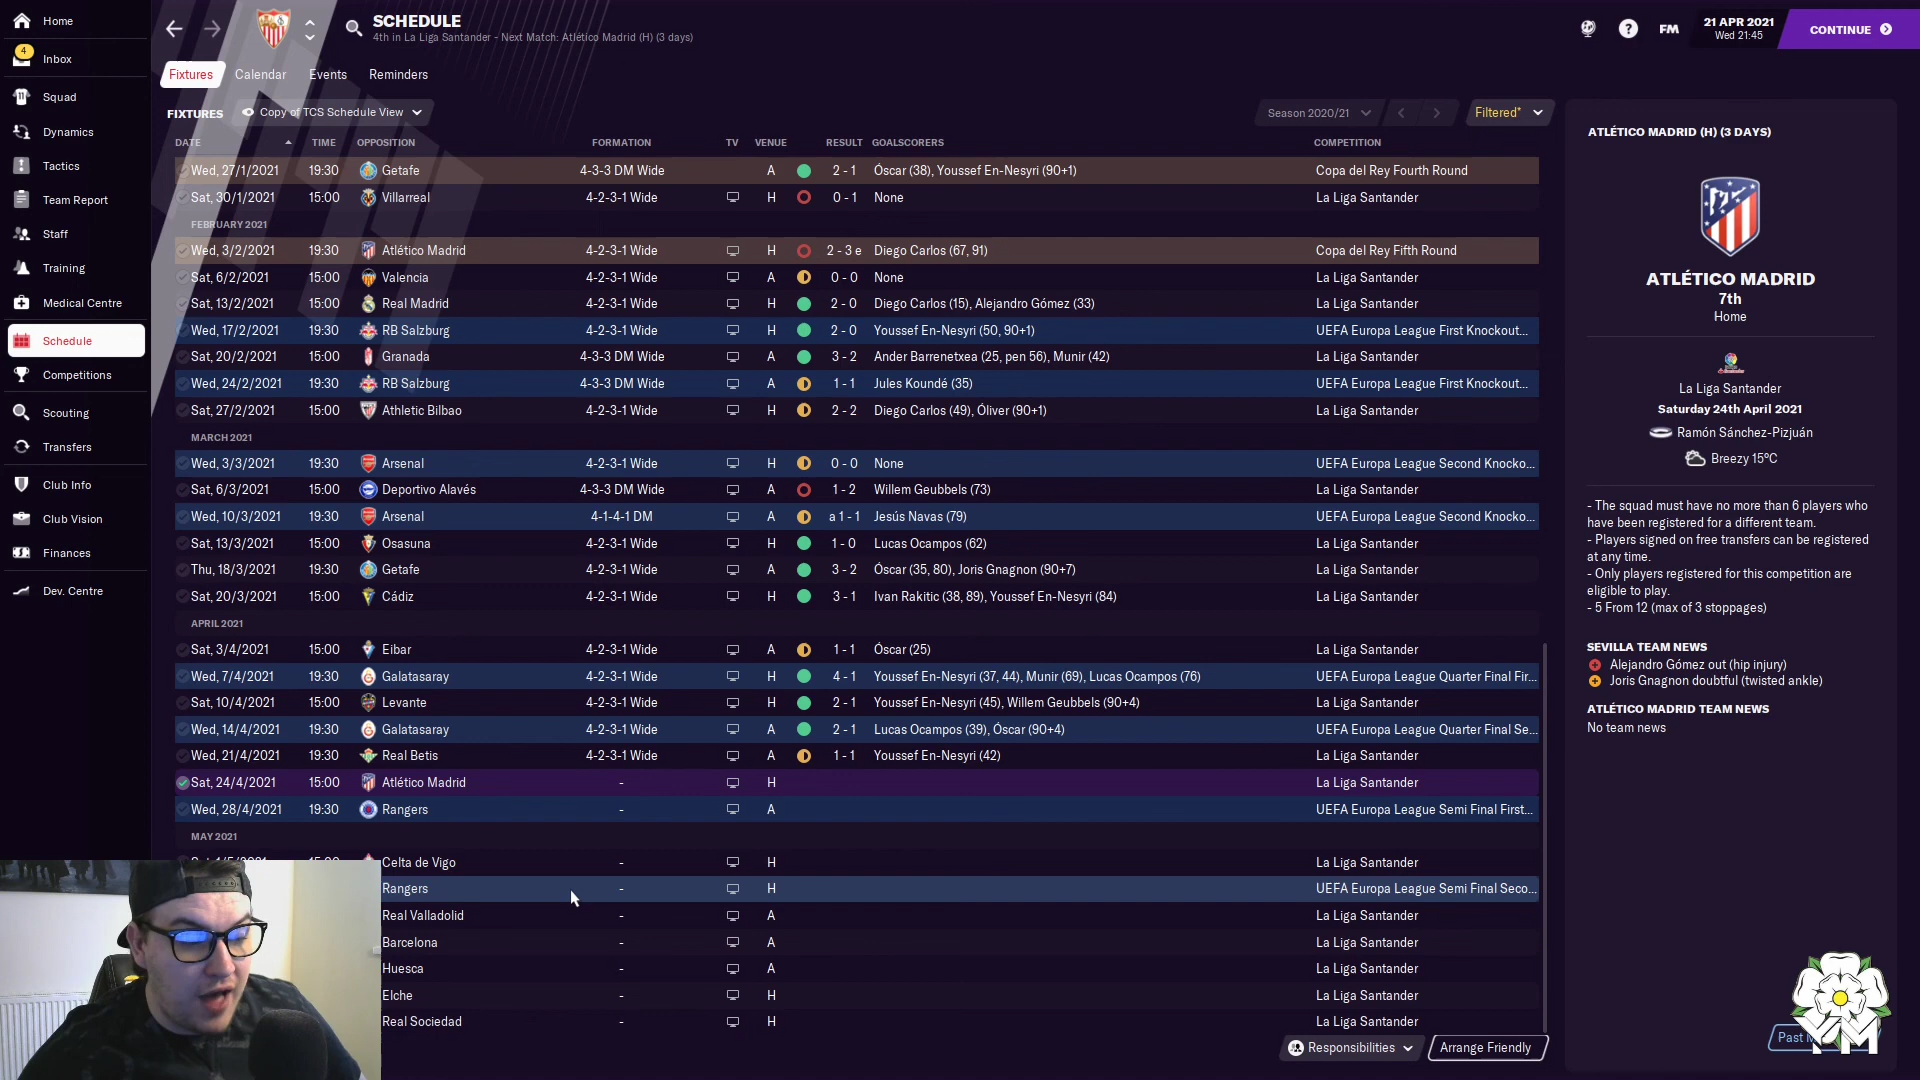 Home
4
Inbox
Squad
Dynamics
Tactics
Team Report
Staff
Training
Medical Centre
Schedule
Competitions
Scouting
Transfers
Club Info
Club Vision
Finances
Dev. Centre
SCHEDULE
4th in La Liga Santander - Next Match: Atlético Madrid (H) (3 days)
FM
21 APR 2021
Wed 21:45
CONTINUE
Fixtures Calendar Events Reminders
FIXTURES Copy of TCS Schedule View Season 2020/21 Filtered*
DATE TIME OPPOSITION FORMATION TV VENUE RESULT GOALSCORERS COMPETITION
Wed, 27/1/2021 19:30 Getafe 4-3-3 DM Wide A 2 - 1 Óscar (38), Youssef En-Nesyri (90+1) Copa del Rey Fourth Round
Sat, 30/1/2021 15:00 Villarreal 4-2-3-1 Wide H 0 - 1 None La Liga Santander
FEBRUARY 2021
Wed, 3/2/2021 19:30 Atlético Madrid 4-2-3-1 Wide H 2 - 3 e Diego Carlos (67, 91) Copa del Rey Fifth Round
Sat, 6/2/2021 15:00 Valencia 4-2-3-1 Wide A 0 - 0 None La Liga Santander
Sat, 13/2/2021 15:00 Real Madrid 4-2-3-1 Wide H 2 - 0 Diego Carlos (15), Alejandro Gómez (33) La Liga Santander
Wed, 17/2/2021 19:30 RB Salzburg 4-2-3-1 Wide H 2 - 0 Youssef En-Nesyri (50, 90+1) UEFA Europa League First Knockout...
Sat, 20/2/2021 15:00 Granada 4-3-3 DM Wide A 3 - 2 Ander Barrenetxea (25, pen 56), Munir (42) La Liga Santander
Wed, 24/2/2021 19:30 RB Salzburg 4-3-3 DM Wide A 1 - 1 Jules Koundé (35) UEFA Europa League First Knockout...
Sat, 27/2/2021 15:00 Athletic Bilbao 4-2-3-1 Wide H 2 - 2 Diego Carlos (49), Óliver (90+1) La Liga Santander
MARCH 2021
Wed, 3/3/2021 19:30 Arsenal 4-2-3-1 Wide H 0 - 0 None UEFA Europa League Second Knocko...
Sat, 6/3/2021 15:00 Deportivo Alavés 4-3-3 DM Wide A 1 - 2 Willem Geubbels (73) La Liga Santander
Wed, 10/3/2021 19:30 Arsenal 4-1-4-1 DM A a 1 - 1 Jesús Navas (79) UEFA Europa League Second Knocko...
Sat, 13/3/2021 15:00 Osasuna 4-2-3-1 Wide H 1 - 0 Lucas Ocampos (62) La Liga Santander
Thu, 18/3/2021 19:30 Getafe 4-2-3-1 Wide A 3 - 2 Óscar (35, 80), Joris Gnagnon (90+7) La Liga Santander
Sat, 20/3/2021 15:00 Cádiz 4-2-3-1 Wide H 3 - 1 Ivan Rakitic (38, 89), Youssef En-Nesyri (84) La Liga Santander
APRIL 2021
Sat, 3/4/2021 15:00 Eibar 4-2-3-1 Wide A 1 - 1 Óscar (25) La Liga Santander
Wed, 7/4/2021 19:30 Galatasaray 4-2-3-1 Wide H 4 - 1 Youssef En-Nesyri (37, 44), Munir (69), Lucas Ocampos (76) UEFA Europa League Quarter Final Fir...
Sat, 10/4/2021 15:00 Levante 4-2-3-1 Wide H 2 - 1 Youssef En-Nesyri (45), Willem Geubbels (90+4) La Liga Santander
Wed, 14/4/2021 19:30 Galatasaray 4-2-3-1 Wide A 2 - 1 Lucas Ocampos (39), Óscar (90+4) UEFA Europa League Quarter Final Se...
Wed, 21/4/2021 19:30 Real Betis 4-2-3-1 Wide A 1 - 1 Youssef En-Nesyri (42) La Liga Santander
Sat, 24/4/2021 15:00 Atlético Madrid - H La Liga Santander
Wed, 28/4/2021 19:30 Rangers - A UEFA Europa League Semi Final First...
MAY 2021
Celta de Vigo - H La Liga Santander
Rangers - H UEFA Europa League Semi Final Seco...
Real Valladolid - A La Liga Santander
Barcelona - A La Liga Santander
Huesca - A La Liga Santander
Elche - H La Liga Santander
Real Sociedad - H La Liga Santander
Responsibilities Arrange Friendly
ATLÉTICO MADRID (H) (3 DAYS)
ATLÉTICO MADRID
7th
Home
La Liga Santander
Saturday 24th April 2021
Ramón Sánchez-Pizjuán
Breezy 15ºC
- The squad must have no more than 6 players who
have been registered for a different team.
- Players signed on free transfers can be registered
at any time.
- Only players registered for this competition are
eligible to play.
- 5 From 12 (max of 3 stoppages)
SEVILLA TEAM NEWS
Alejandro Gómez out (hip injury)
Joris Gnagnon doubtful (twisted ankle)
ATLÉTICO MADRID TEAM NEWS
No team news
Past